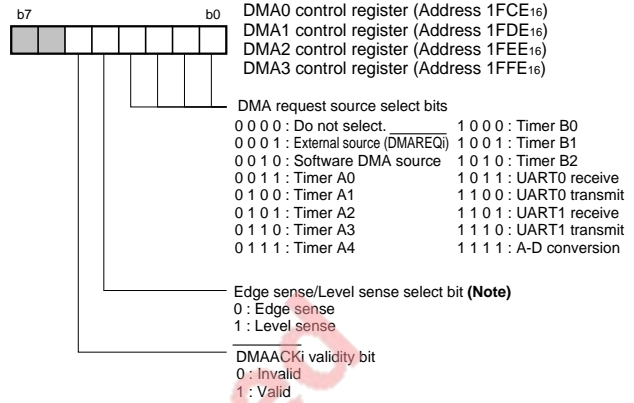 b7 b0
DMA0 control register (Address 1FCE16)
DMA1 control register (Address 1FDE16)
DMA2 control register (Address 1FEE16)
DMA3 control register (Address 1FFE16)
DMA request source select bits
0 0 0 0 : Do not select. 1 0 0 0 : Timer B0
0 0 0 1 : External source (DMAREQi) 1 0 0 1 : Timer B1
0 0 1 0 : Software DMA source 1 0 1 0 : Timer B2
0 0 1 1 : Timer A0 1 0 1 1 : UART0 receive
0 1 0 0 : Timer A1 1 1 0 0 : UART0 transmit
0 1 0 1 : Timer A2 1 1 0 1 : UART1 receive
0 1 1 0 : Timer A3 1 1 1 0 : UART1 transmit
0 1 1 1 : Timer A4 1 1 1 1 : A-D conversion
Edge sense/Level sense select bit (Note)
0 : Edge sense
1 : Level sense
DMAACKi validity bit
0 : Invalid
1 : Valid
ed